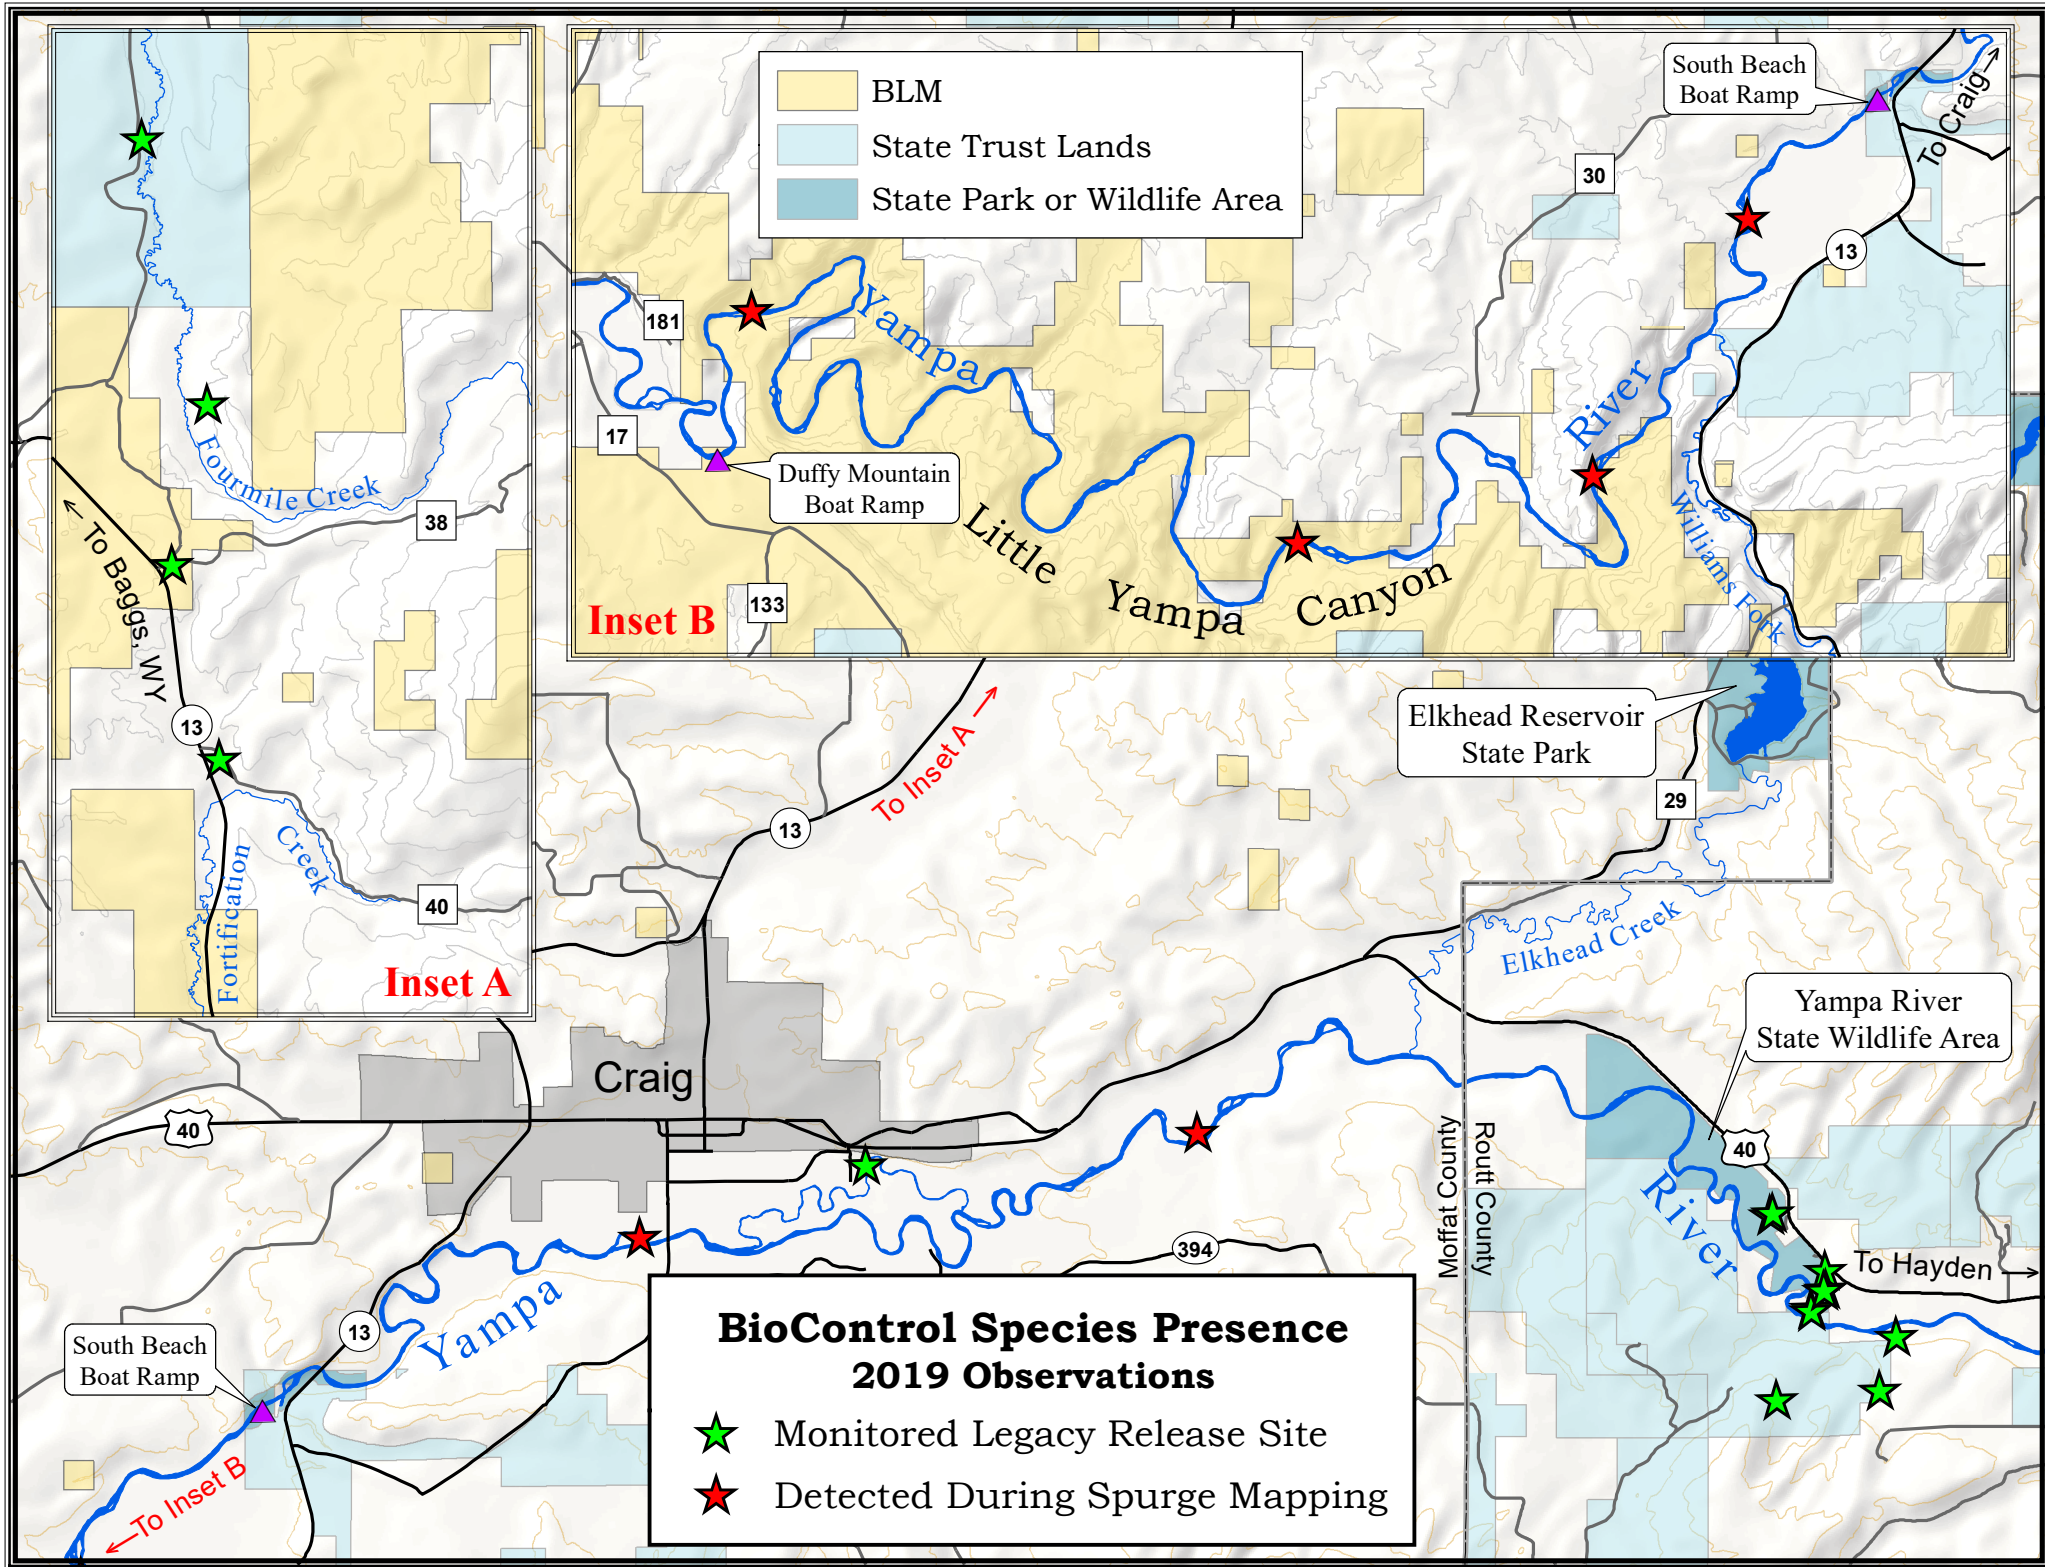 BLM
State Trust Lands
State Park or Wildlife Area
South Beach
Boat Ramp
To Craig
30
13
181
17
Yampa
River
Duffy Mountain
Boat Ramp
Little Yampa Canyon
Williams Fork
133
Inset B
Fourmile Creek
38
To Baggs, WY
13
Fortification
Creek
40
Inset A
To Inset A
13
Elkhead Reservoir
State Park
29
Elkhead Creek
Yampa River
State Wildlife Area
Craig
40
40
Moffat County
Routt County
River
To Hayden
394
Yampa
13
South Beach
Boat Ramp
To Inset B
BioControl Species Presence
2019 Observations
Monitored Legacy Release Site
Detected During Spurge Mapping